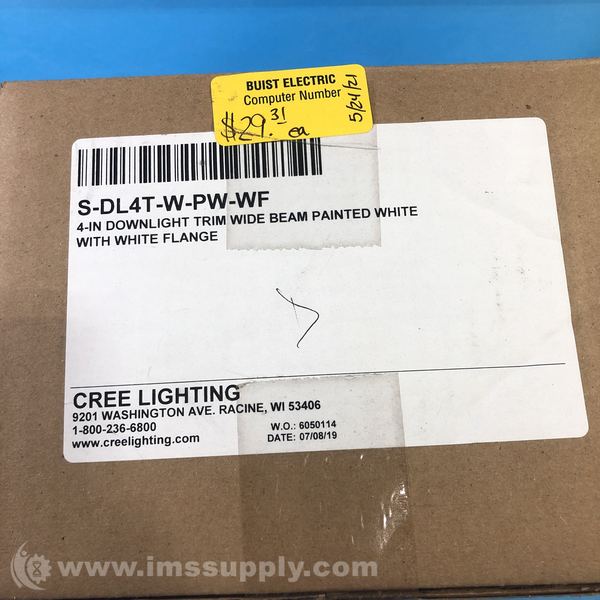 BUIST ELECTRIC
Computer Number
$29.31 ea
5/24/21
S-DL4T-W-PW-WF
4-IN DOWNLIGHT TRIM WIDE BEAM PAINTED WHITE
WITH WHITE FLANGE
CREE LIGHTING
9201 WASHINGTON AVE. RACINE, WI 53406
1-800-236-6800
www.creelighting.com
W.O.: 6050114
DATE: 07/08/19
www.imssupply.com